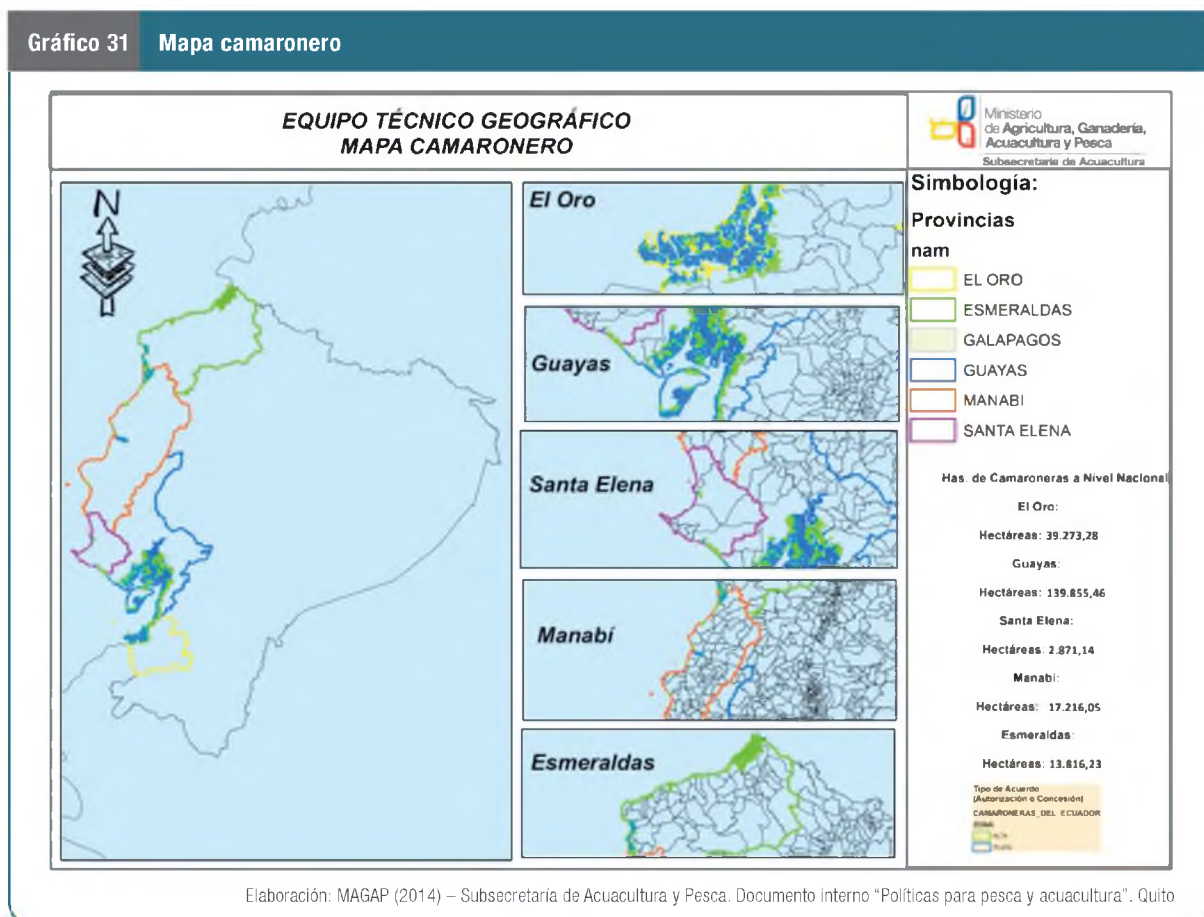 Gráfico 31 Mapa camaronero
EQUIPO TÉCNICO GEOGRÁFICO
MAPA CAMARONERO
Ministerio
de Agricultura, Ganadería,
Acuacultura y Pesca
Subsecretaría de Acuacultura
N
El Oro
Guayas
Santa Elena
Manabí
Esmeraldas
Simbología:
Provincias
nam
EL ORO
ESMERALDAS
GALAPAGOS
GUAYAS
MANABI
SANTA ELENA
Has. de Camaroneras a Nivel Nacional
El Oro:
Hectáreas: 39.273,28
Guayas:
Hectáreas: 139.855,46
Santa Elena:
Hectáreas: 2.871,14
Manabi:
Hectáreas: 17.216,05
Esmeraldas:
Hectáreas: 13.816,23
Tipo de Acuerdo
(Autorización o Concesión)
CAMARONERAS_DEL ECUADOR
Elaboración: MAGAP (2014) – Subsecretaría de Acuacultura y Pesca. Documento interno “Políticas para pesca y acuacultura”. Quito